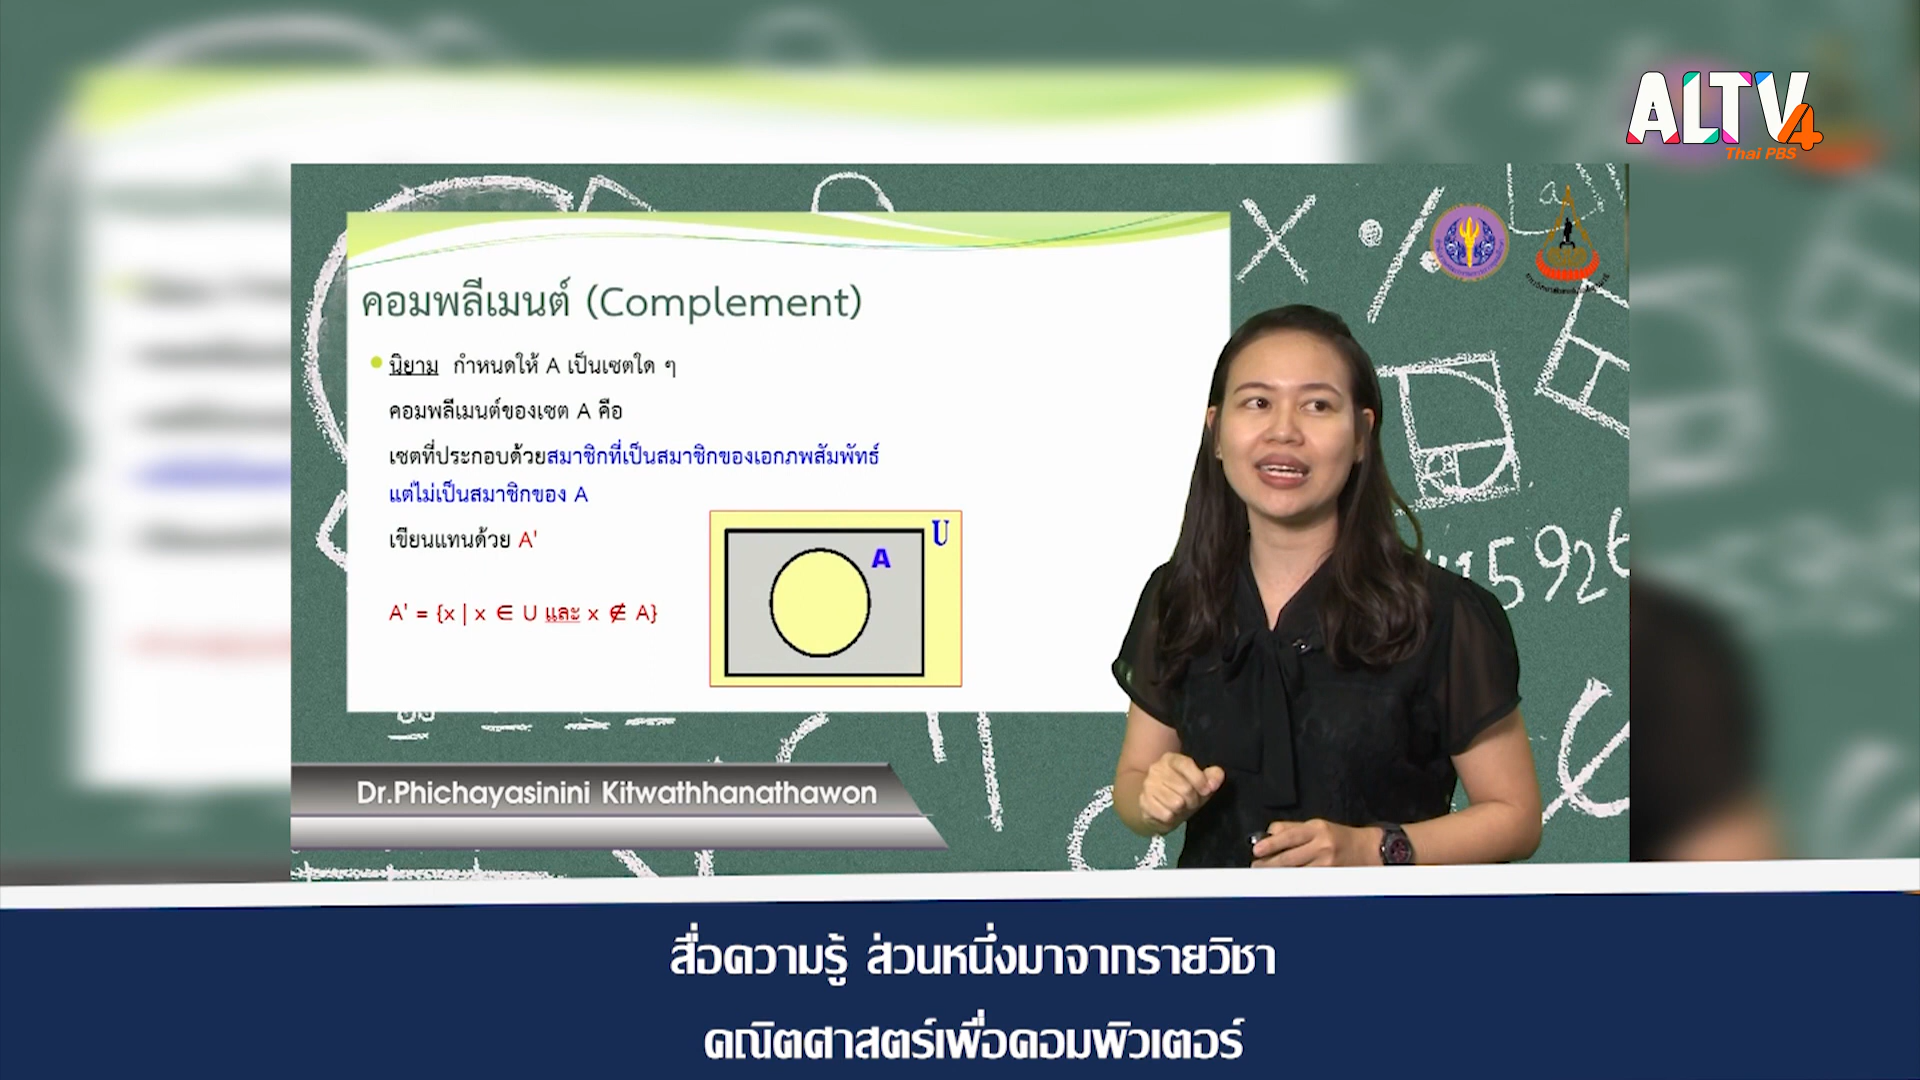 ALTV4
Thai PBS
คอมพลีเมนต์ (Complement)
นิยาม กำหนดให้ A เป็นเซตใด ๆ
คอมพลีเมนต์ของเซต A คือ
เซตที่ประกอบด้วยสมาชิกที่เป็นสมาชิกของเอกภพสัมพัทธ์
แต่ไม่เป็นสมาชิกของ A
เขียนแทนด้วย A'
A' = {x | x ∈ U และ x ∉ A}
U
A
Dr.Phichayasinini Kitwathhanathawon
สื่อความรู้ ส่วนหนึ่งมาจากรายวิชา
คณิตศาสตร์เพื่อคอมพิวเตอร์